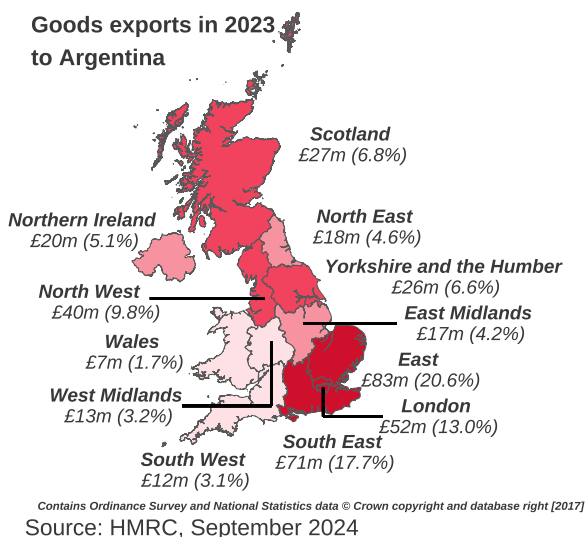 Goods exports in 2023
to Argentina
Scotland
£27m (6.8%)
Northern Ireland
£20m (5.1%)
North East
£18m (4.6%)
Yorkshire and the Humber
£26m (6.6%)
North West
£40m (9.8%)
East Midlands
£17m (4.2%)
Wales
£7m (1.7%)
East
£83m (20.6%)
West Midlands
£13m (3.2%)
London
£52m (13.0%)
South East
£71m (17.7%)
South West
£12m (3.1%)
Contains Ordinance Survey and National Statistics data © Crown copyright and database right [2017]
Source: HMRC, September 2024